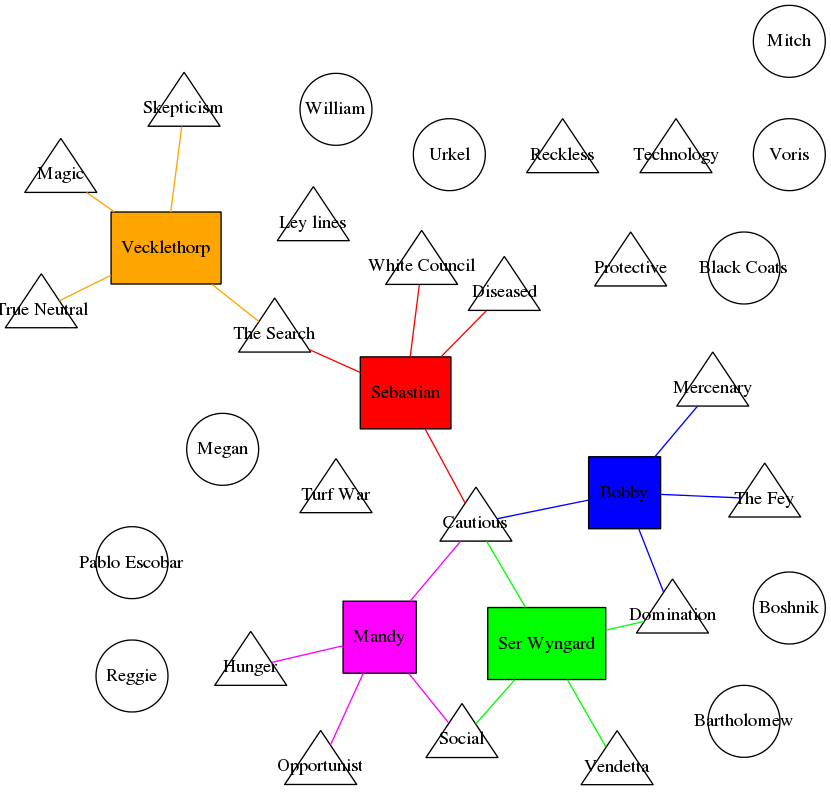 Mitch
Skepticism
William
Urkel
Reckless
Technology
Voris
Magic
Ley lines
Vecklethorp
White Council
Protective
Black Coats
Diseased
True Neutral
The Search
Sebastian
Mercenary
Megan
Turf War
Bobby
The Fey
Cautious
Pablo Escobar
Boshnik
Domination
Mandy
Ser Wyngard
Hunger
Reggie
Bartholomew
Social
Opportunist
Vendetta